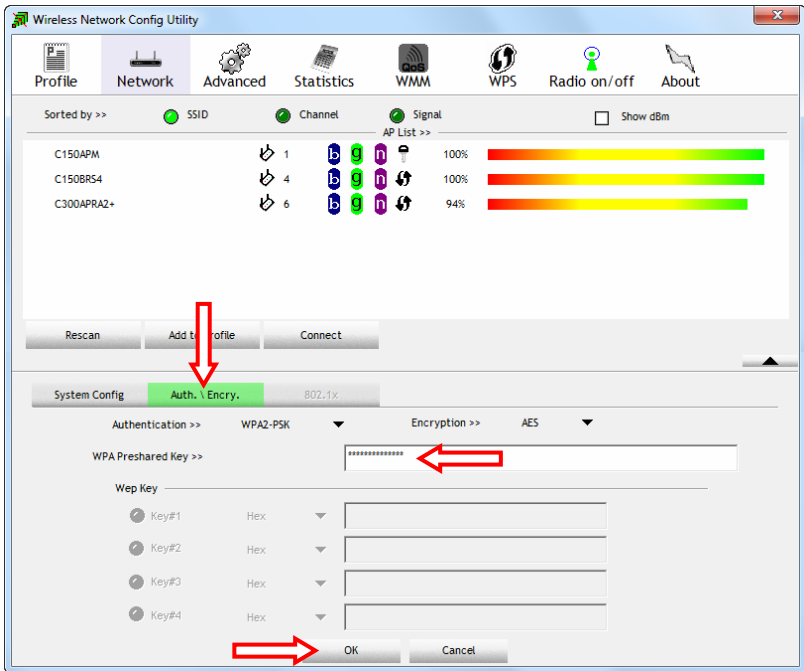 Wireless Network Config Utility
x
Profile Network Advanced Statistics QoS WMM WPS Radio on/off About
Sorted by >> SSID Channel Signal Show dBm
AP List >>
C150APM 1 b g n 100%
C150BRS4 4 b g n 100%
C300APRA2+ 6 b g n 94%
Rescan Add to Profile Connect
System Config Auth. \ Encry. 802.1x
Authentication >> WPA2-PSK Encryption >> AES
WPA Preshared Key >> **************
Wep Key
Key#1 Hex
Key#2 Hex
Key#3 Hex
Key#4 Hex
OK Cancel